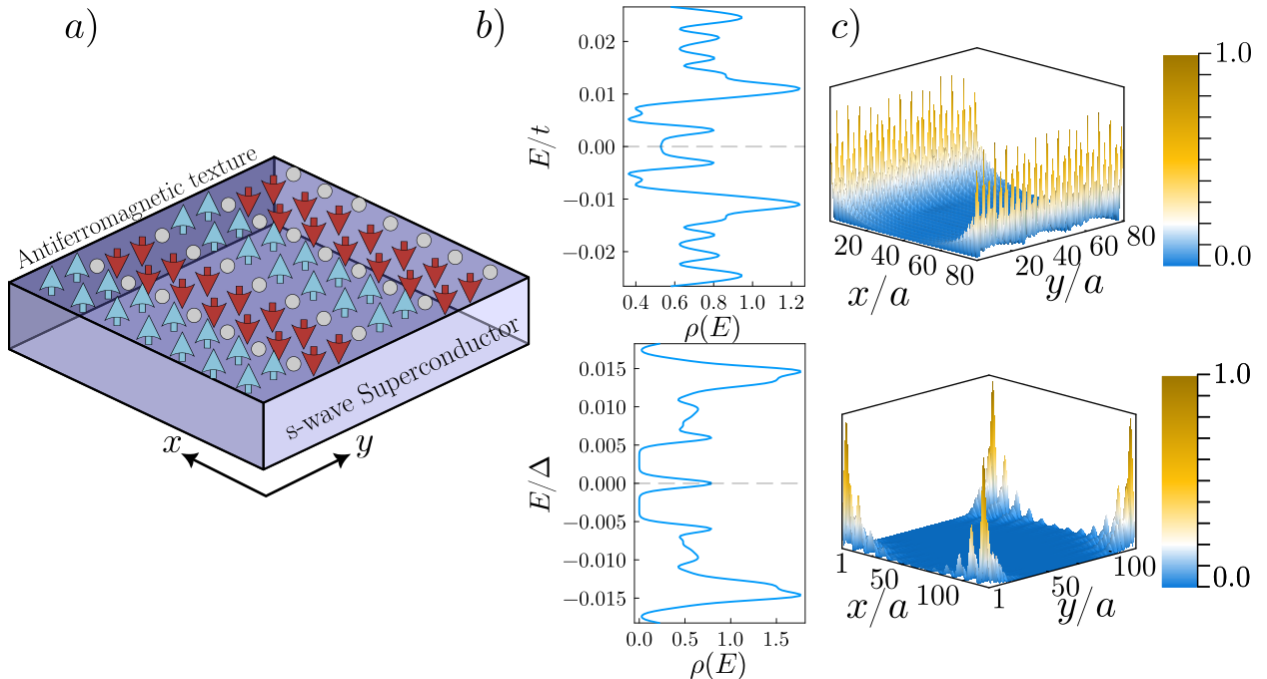 a)
Antiferromagnetic texture
s-wave Superconductor
x
y
b)
0.02
0.01
0.00
−0.01
−0.02
E/t
0.4 0.6 0.8 1.0 1.2
ρ(E)
0.015
0.010
0.005
0.000
−0.005
−0.010
−0.015
E/Δ
0.0 0.5 1.0 1.5
ρ(E)
c)
20 40 60 80
x/a
20 40 60 80
y/a
1.0
0.0
1 50 100
x/a
1 50 100
y/a
1.0
0.0